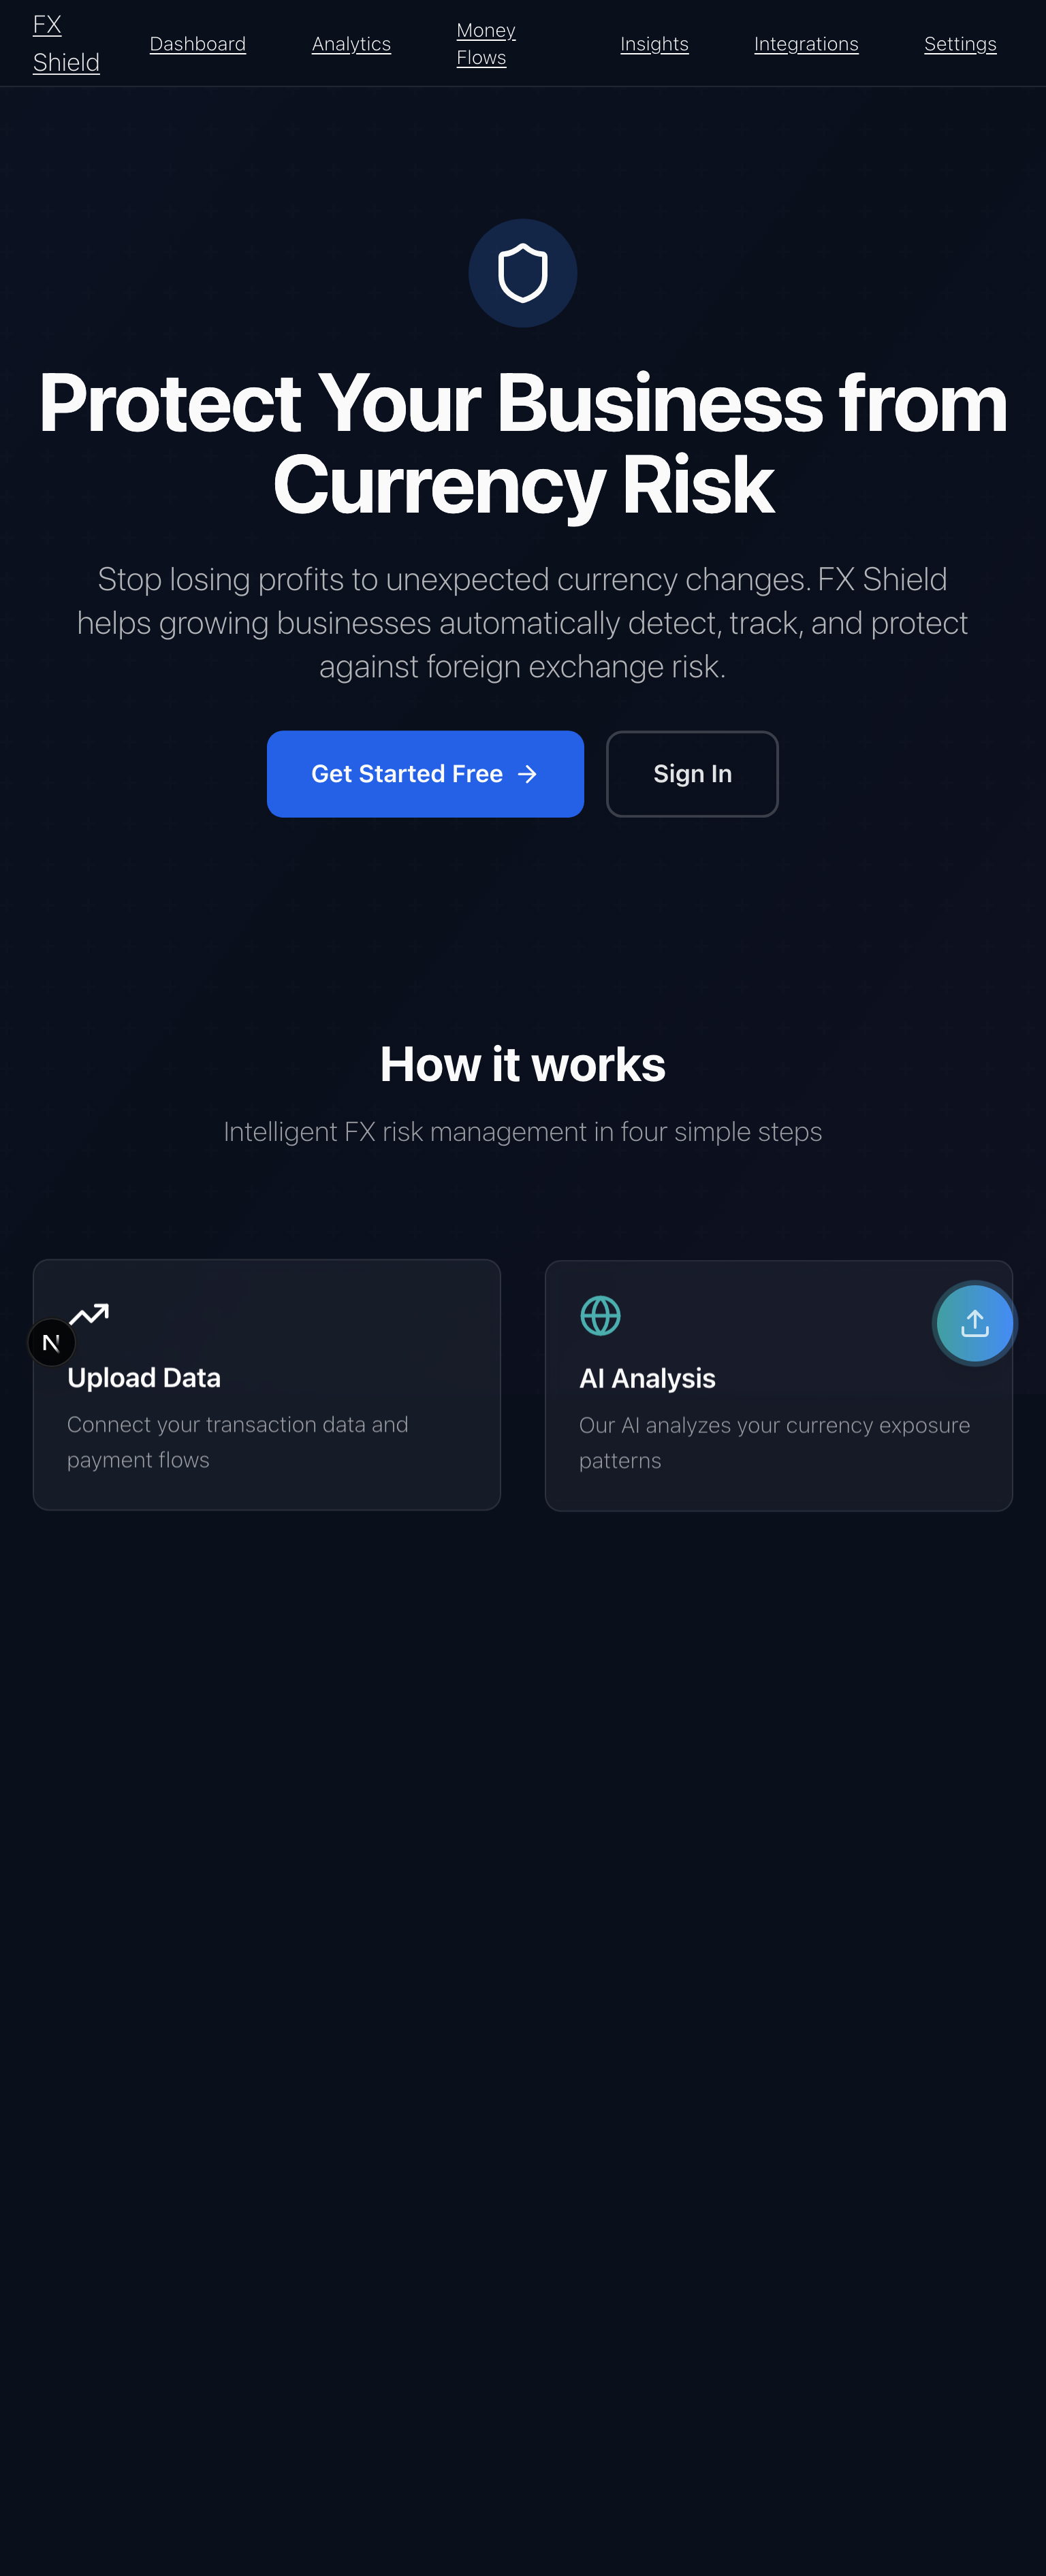 FX
Shield
Dashboard
Analytics
Money
Flows
Insights
Integrations
Settings
Protect Your Business from
Currency Risk
Stop losing profits to unexpected currency changes. FX Shield
helps growing businesses automatically detect, track, and protect
against foreign exchange risk.
Get Started Free →
Sign In
How it works
Intelligent FX risk management in four simple steps
N
Upload Data
Connect your transaction data and
payment flows
AI Analysis
Our AI analyzes your currency exposure
patterns